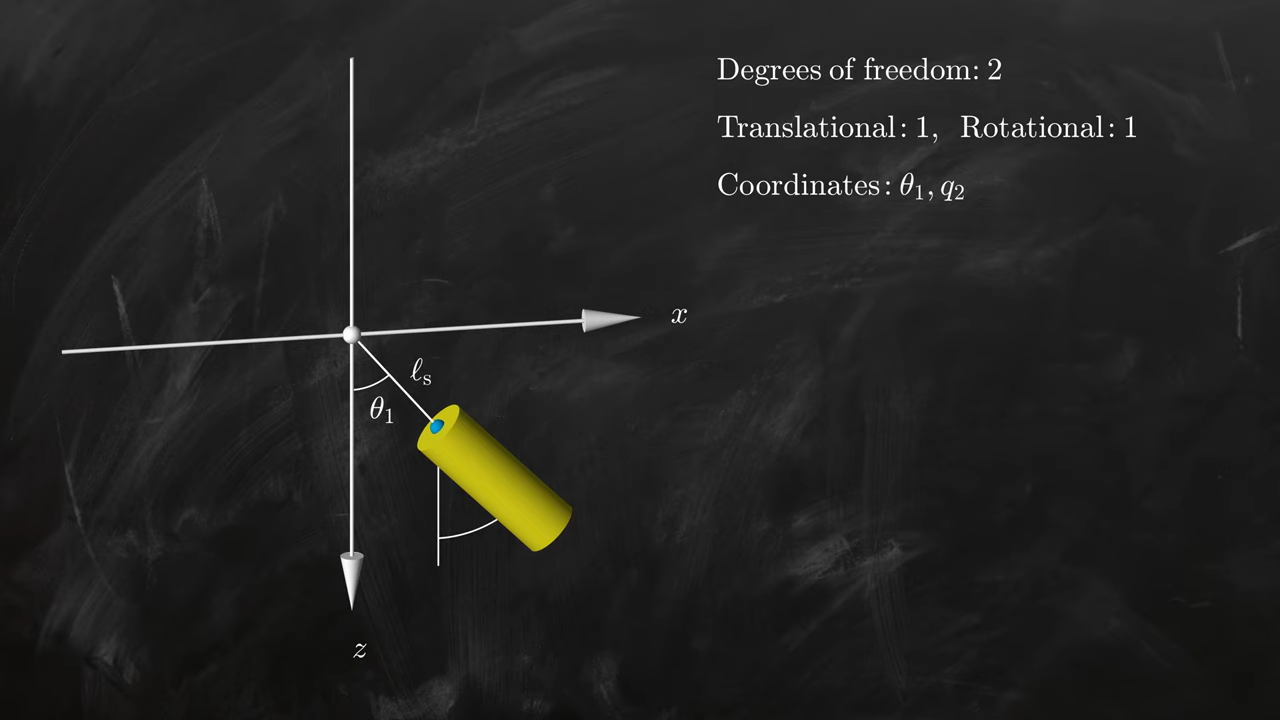 Degrees of freedom: 2
Translational: 1, Rotational: 1
Coordinates: θ₁, q₂
x
ℓₛ
θ₁
z